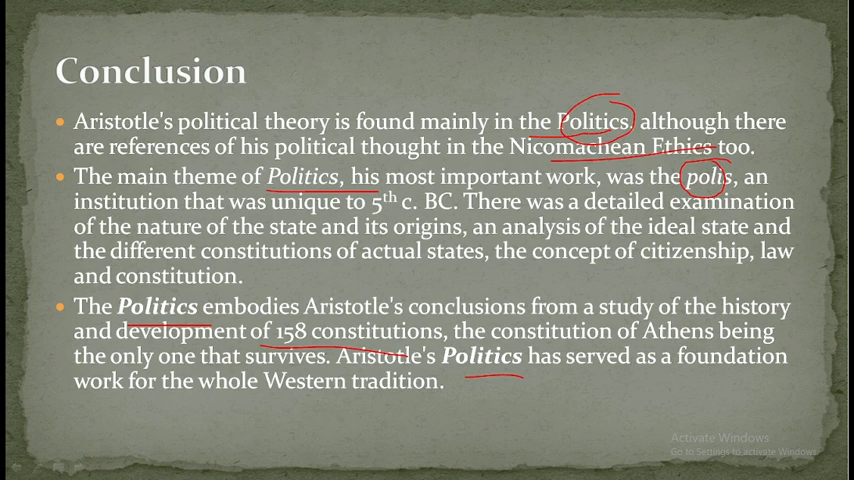 Conclusion
Aristotle's political theory is found mainly in the Politics, although there
are references of his political thought in the Nicomachean Ethics too.
The main theme of Politics, his most important work, was the polis, an
institution that was unique to 5th c. BC. There was a detailed examination
of the nature of the state and its origins, an analysis of the ideal state and
the different constitutions of actual states, the concept of citizenship, law
and constitution.
The Politics embodies Aristotle's conclusions from a study of the history
and development of 158 constitutions, the constitution of Athens being
the only one that survives. Aristotle's Politics has served as a foundation
work for the whole Western tradition.
Activate Windows
Go to Settings to activate Windows.